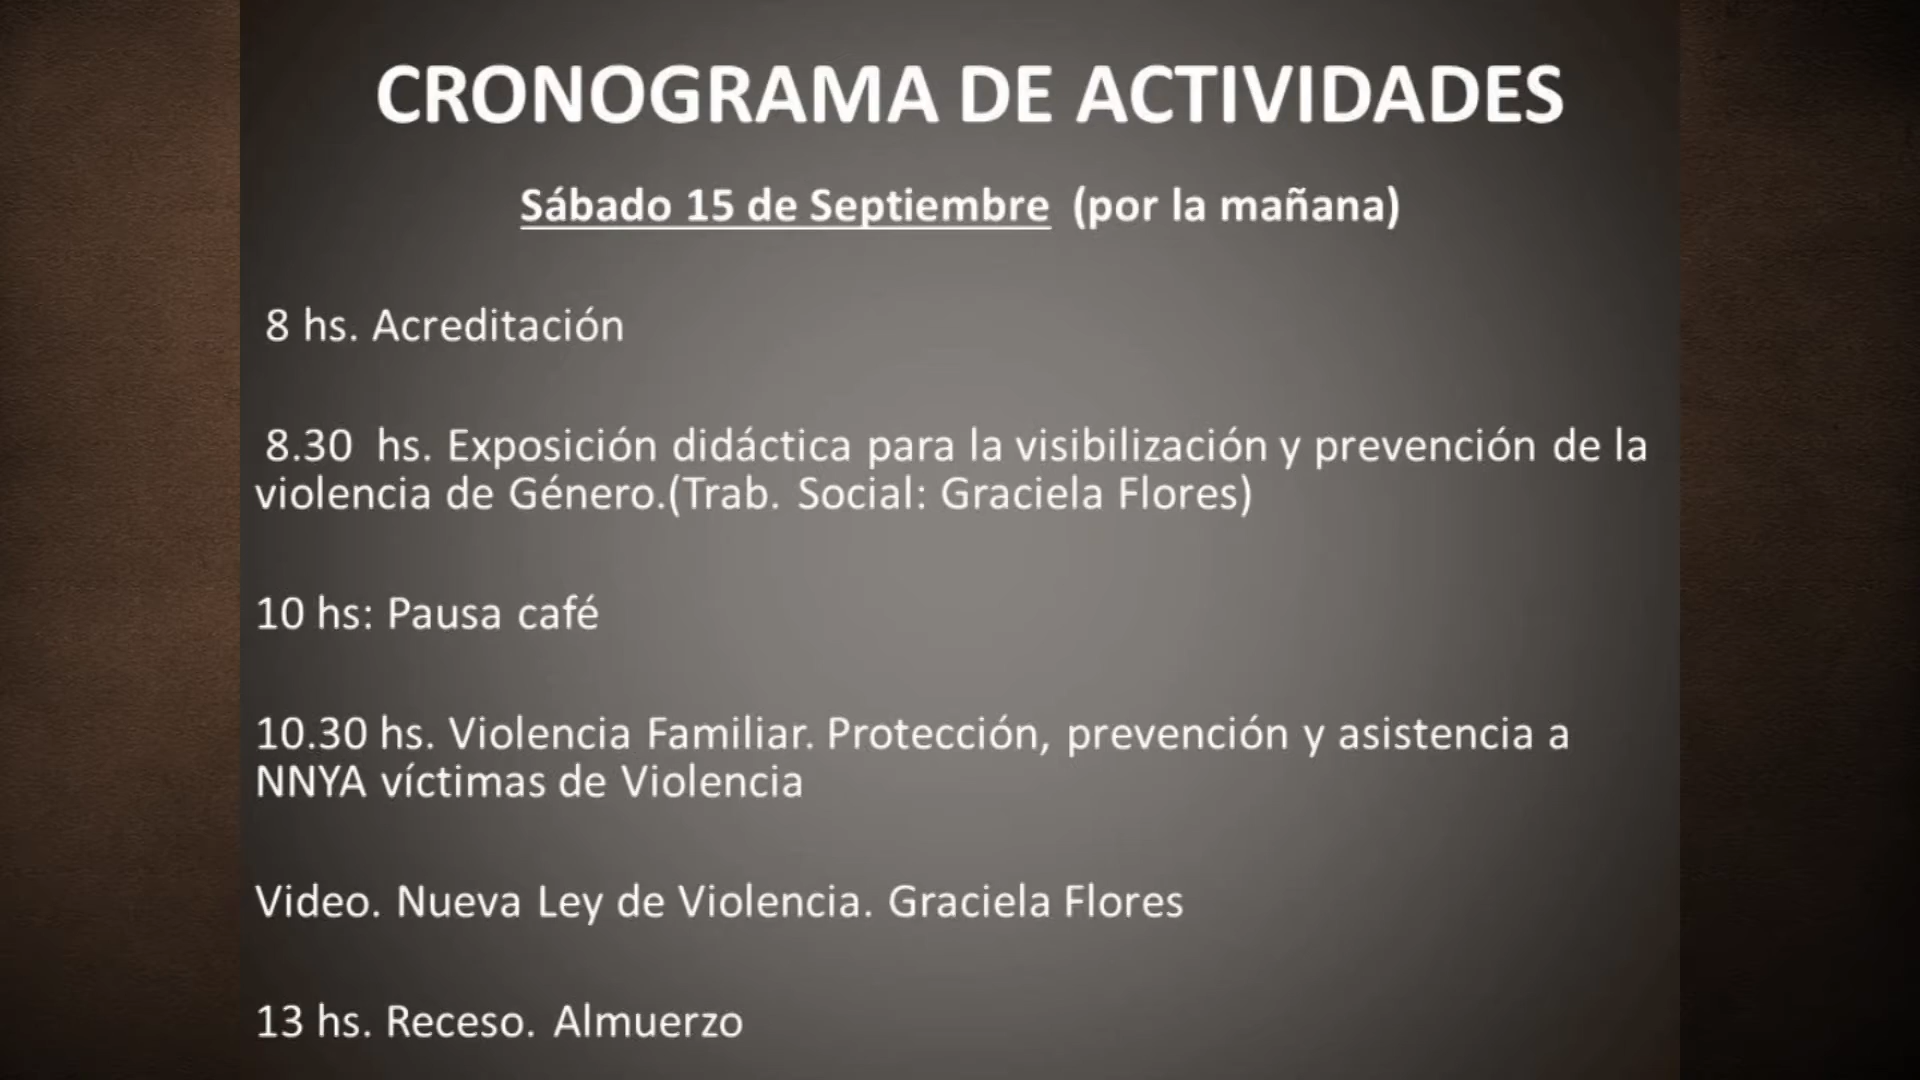 CRONOGRAMA DE ACTIVIDADES
Sábado 15 de Septiembre (por la mañana)
8 hs. Acreditación
8.30 hs. Exposición didáctica para la visibilización y prevención de la
violencia de Género.(Trab. Social: Graciela Flores)
10 hs: Pausa café
10.30 hs. Violencia Familiar. Protección, prevención y asistencia a
NNYA víctimas de Violencia
Video. Nueva Ley de Violencia. Graciela Flores
13 hs. Receso. Almuerzo